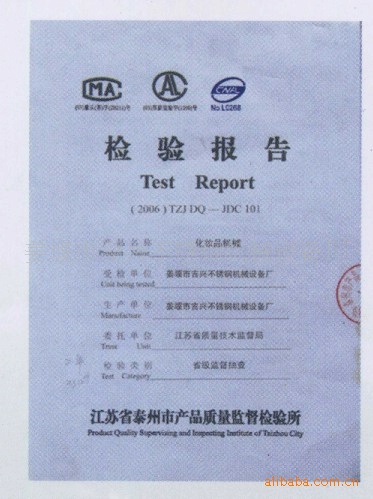 MA
AL
CNAL
No.L0268
检验报告
Test Report
(2006)TZJ DQ—JDC 101
产品名称 化妆品机械
Product Name
受检单位 姜堰市吉兴不锈钢机械设备厂
Unit being tested
生产单位 姜堰市吉兴不锈钢机械设备厂
Manufacture
委托单位 江苏省质量技术监督局
Trust Unit
检验类别 省级监督抽查
Test Category
江苏省泰州市产品质量监督检验所
Product Quality Supervising and Inspecting Institute of Taizhou City
alibaba.com.cn